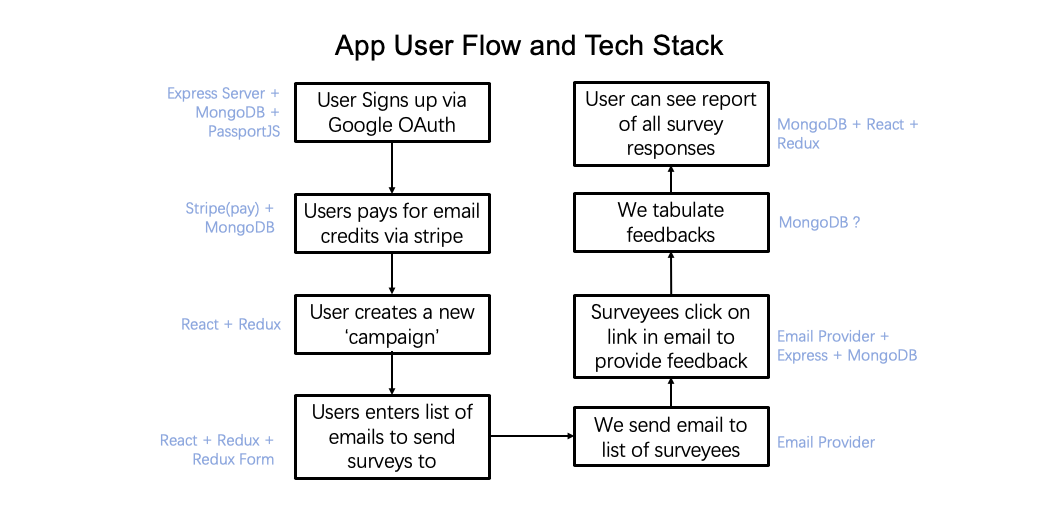 App User Flow and Tech Stack
Express Server +
MongoDB +
PassportJS
User Signs up via
Google OAuth
Stripe(pay) +
MongoDB
Users pays for email
credits via stripe
React + Redux
User creates a new
‘campaign’
React + Redux +
Redux Form
Users enters list of
emails to send
surveys to
We send email to
list of surveyees
Email Provider
Surveyees click on
link in email to
provide feedback
Email Provider +
Express + MongoDB
We tabulate
feedbacks
MongoDB ?
User can see report
of all survey
responses
MongoDB + React +
Redux